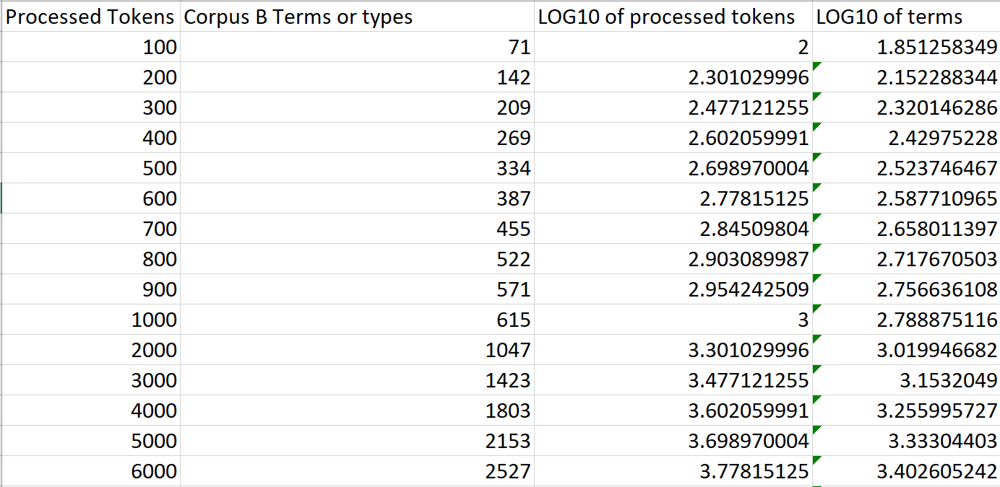 Processed Tokens Corpus B Terms or types LOG10 of processed tokens LOG10 of terms
100 71 2 1.851258349
200 142 2.301029996 2.152288344
300 209 2.477121255 2.320146286
400 269 2.602059991 2.42975228
500 334 2.698970004 2.523746467
600 387 2.77815125 2.587710965
700 455 2.84509804 2.658011397
800 522 2.903089987 2.717670503
900 571 2.954242509 2.756636108
1000 615 3 2.788875116
2000 1047 3.301029996 3.019946682
3000 1423 3.477121255 3.1532049
4000 1803 3.602059991 3.255995727
5000 2153 3.698970004 3.33304403
6000 2527 3.77815125 3.402605242